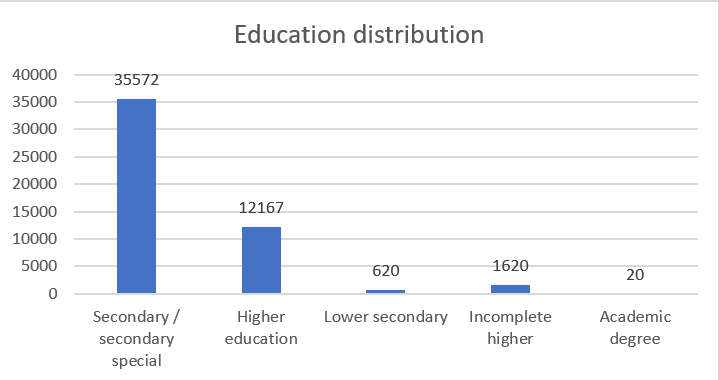 Education distribution
40000
35000
30000
25000
20000
15000
10000
5000
0
35572
12167
620
1620
20
Secondary /
secondary
special
Higher
education
Lower secondary
Incomplete
higher
Academic
degree